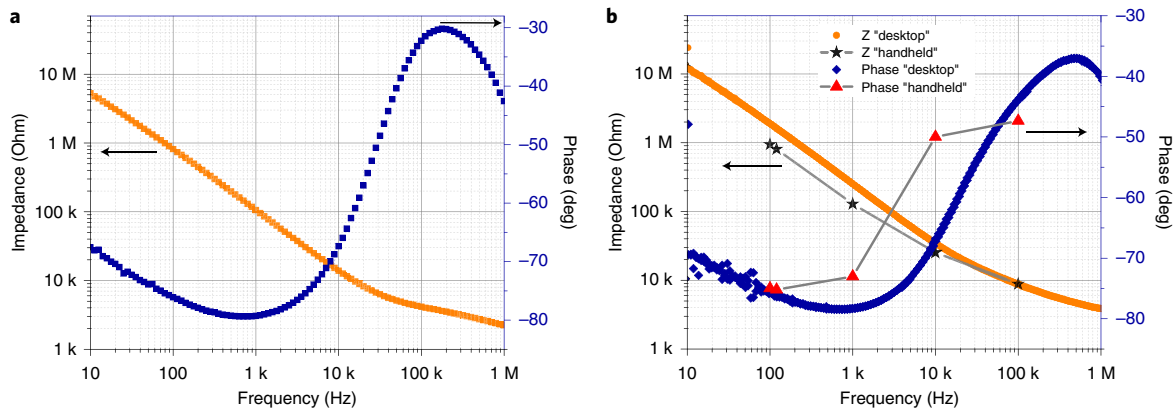 a
10 M
1 M
100 k
10 k
1 k
Impedance (Ohm)
10
100
1 k
10 k
100 k
1 M
Frequency (Hz)
−30
−40
−50
−60
−70
−80
Phase (deg)
b
Z "desktop"
Z "handheld"
Phase "desktop"
Phase "handheld"
10 M
1 M
100 k
10 k
1 k
Impedance (Ohm)
10
100
1 k
10 k
100 k
1 M
Frequency (Hz)
−30
−40
−50
−60
−70
−80
Phase (deg)